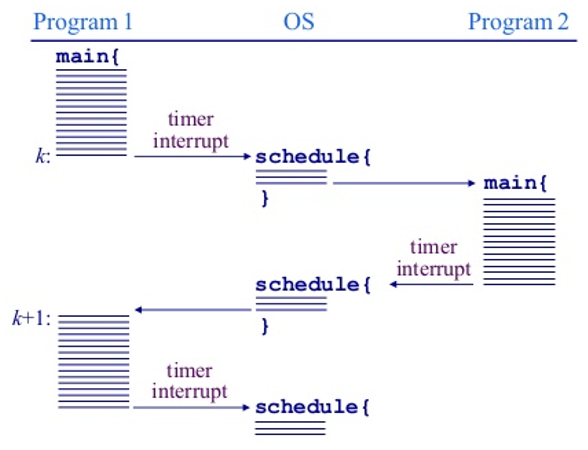 Program 1 OS Program 2
main{
timer
interrupt
k: schedule{
}
main{
timer
interrupt
schedule{
k+1:
}
timer
interrupt
schedule{